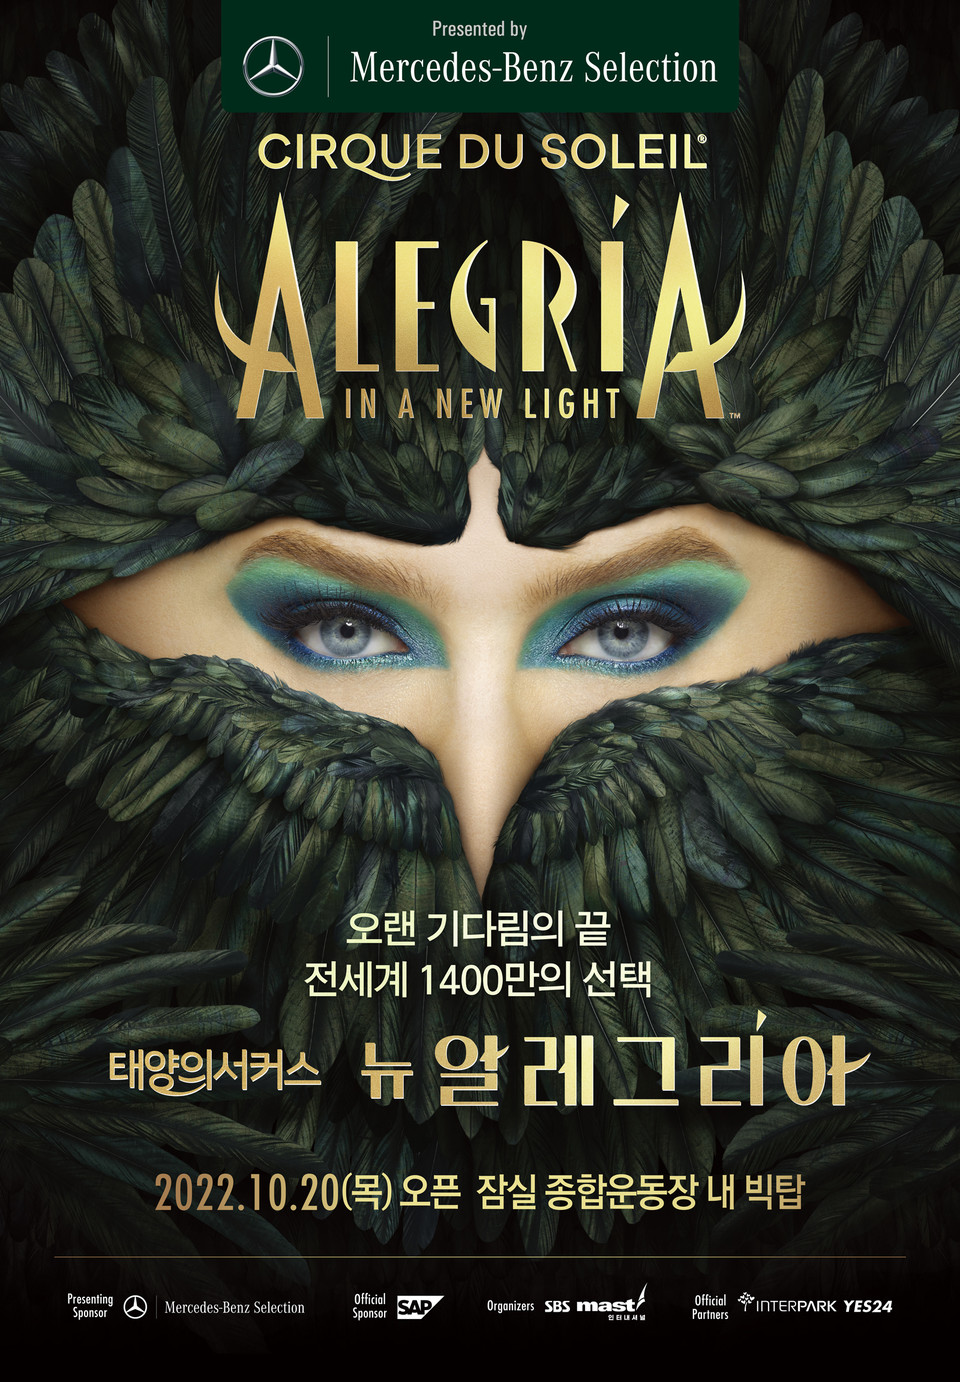 Presented by
Mercedes-Benz Selection
CIRQUE DU SOLEIL®
ALEGRÍA
IN A NEW LIGHT™
오랜 기다림의 끝
전세계 1400만의 선택
태양의서커스 뉴 알레그리아
2022.10.20(목) 오픈 잠실 종합운동장 내 빅탑
Presenting Sponsor Mercedes-Benz Selection
Official Sponsor SAP
Organizers SBS mast 인터내셔널
Official Partners INTERPARK YES24